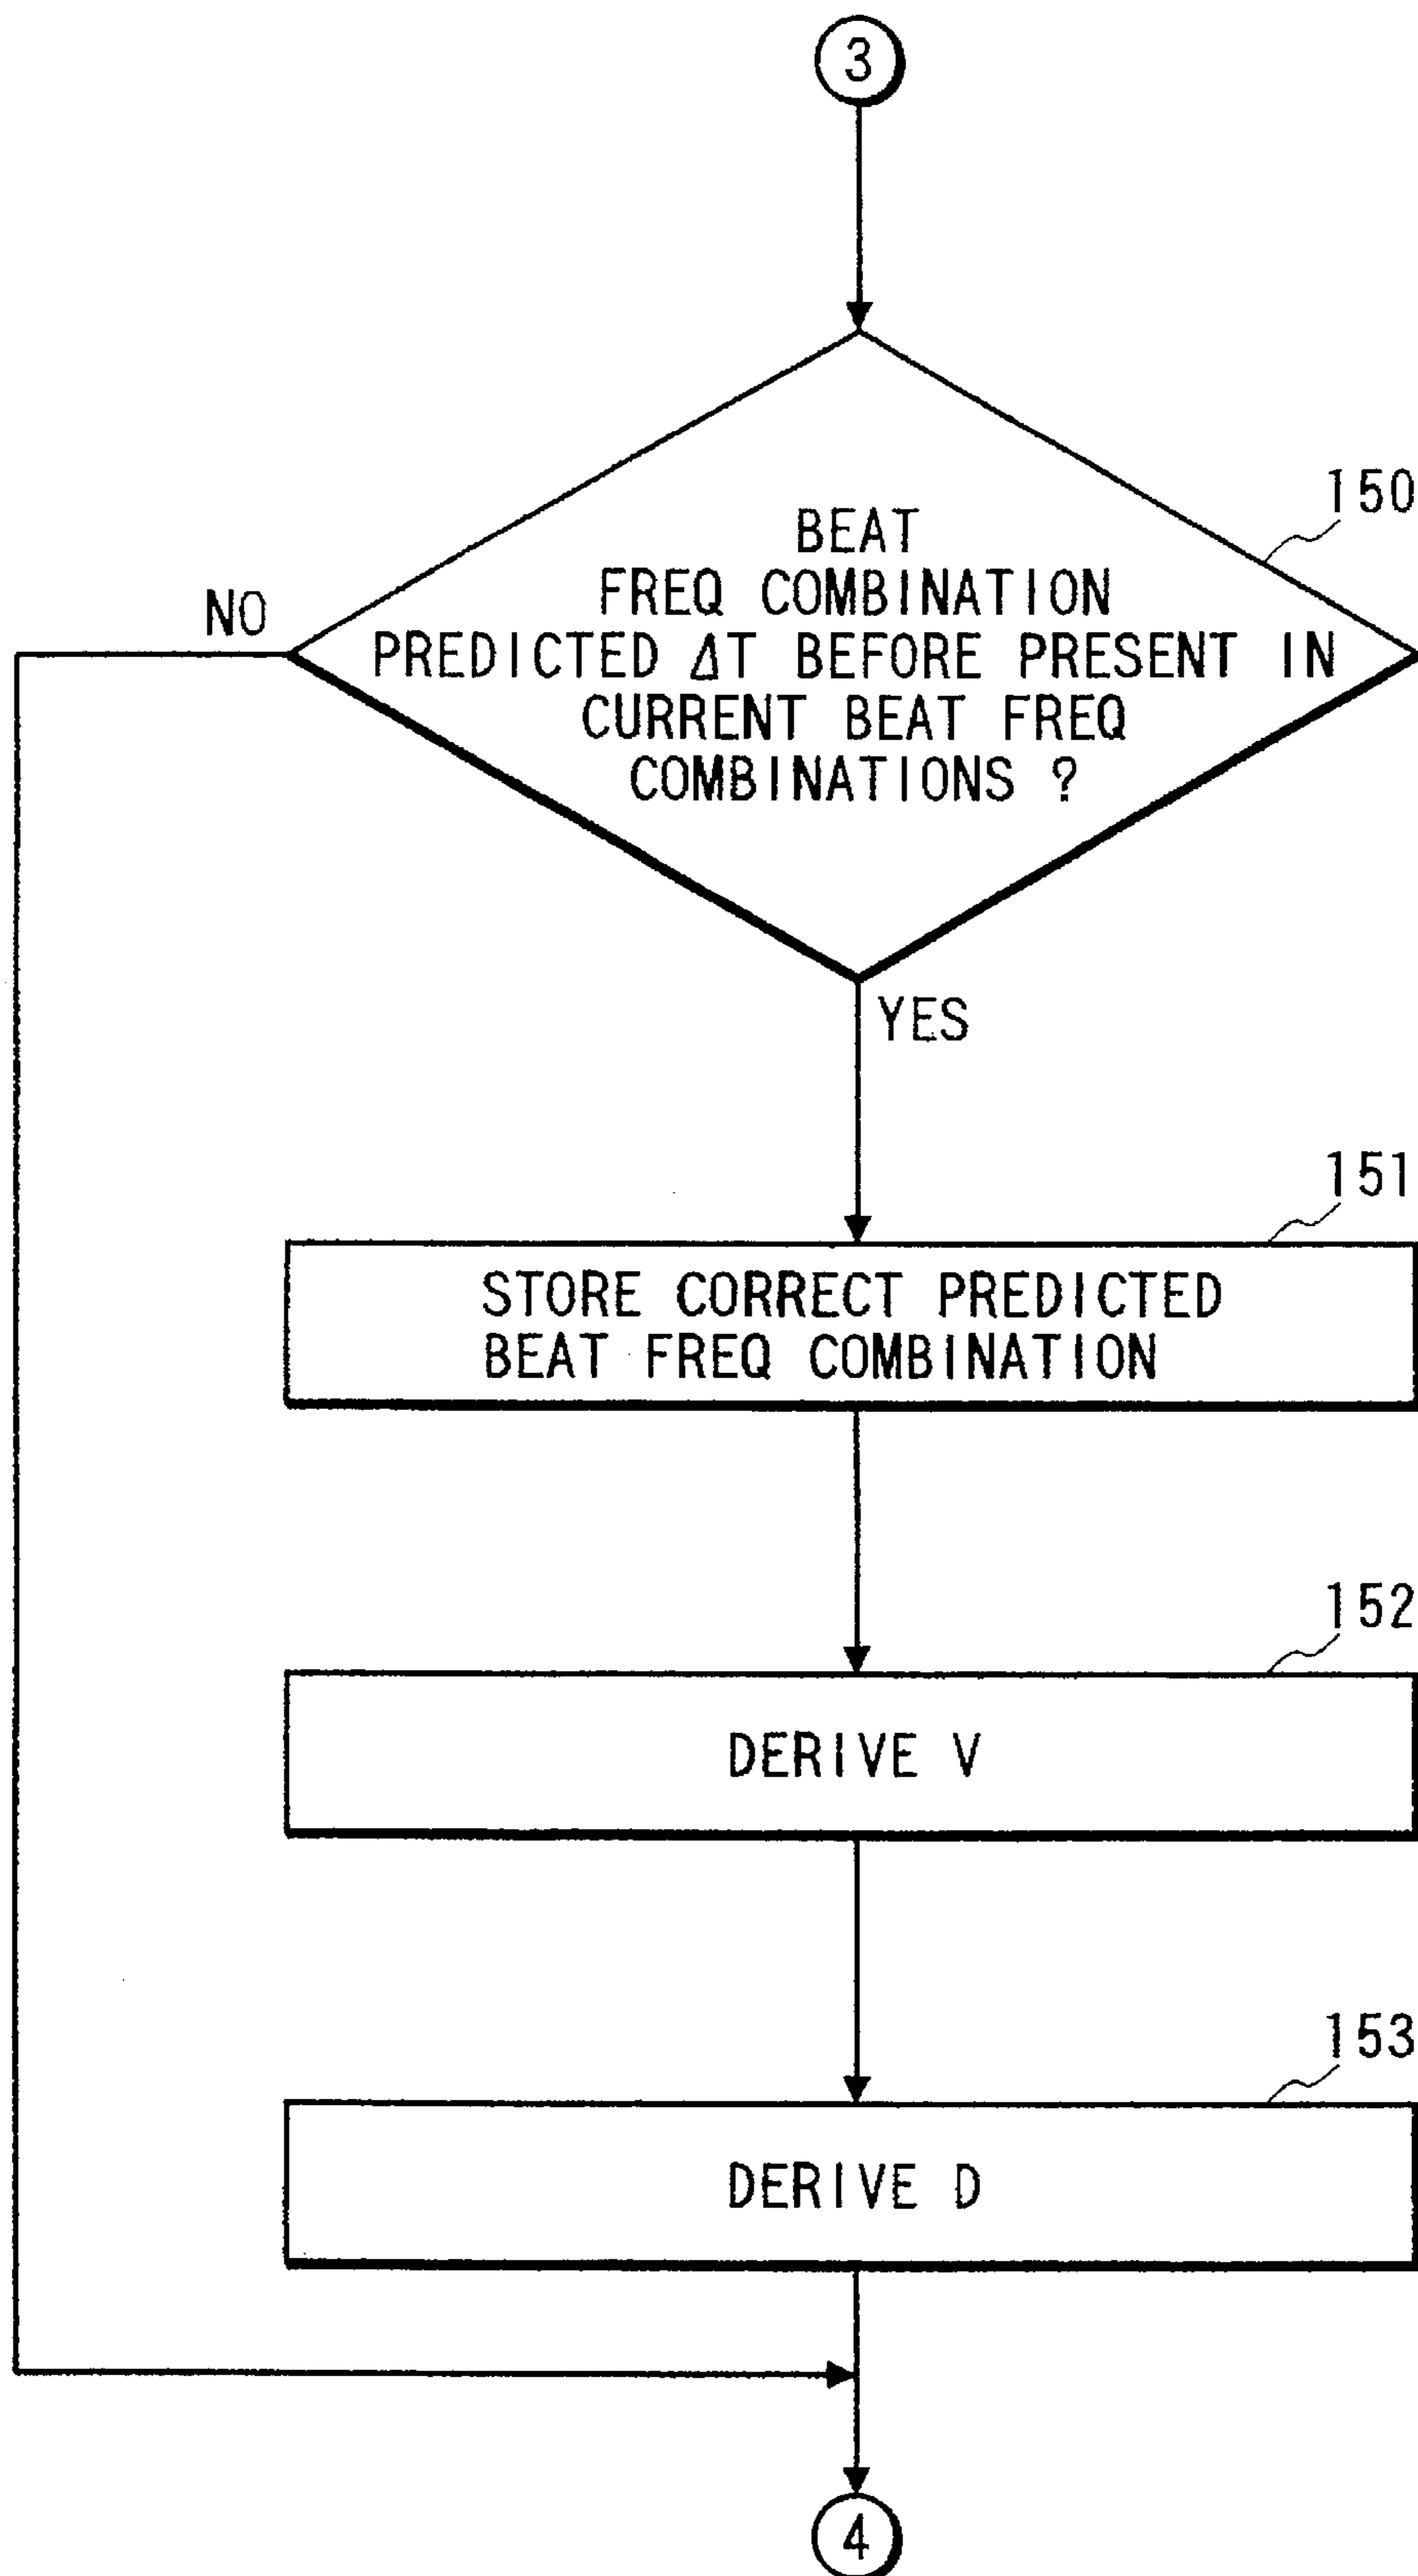 3
150
BEAT
FREQ COMBINATION
NO
PREDICTED ΔT BEFORE PRESENT IN
CURRENT BEAT FREQ
COMBINATIONS ?
YES
151
STORE CORRECT PREDICTED
BEAT FREQ COMBINATION
152
DERIVE V
153
DERIVE D
4